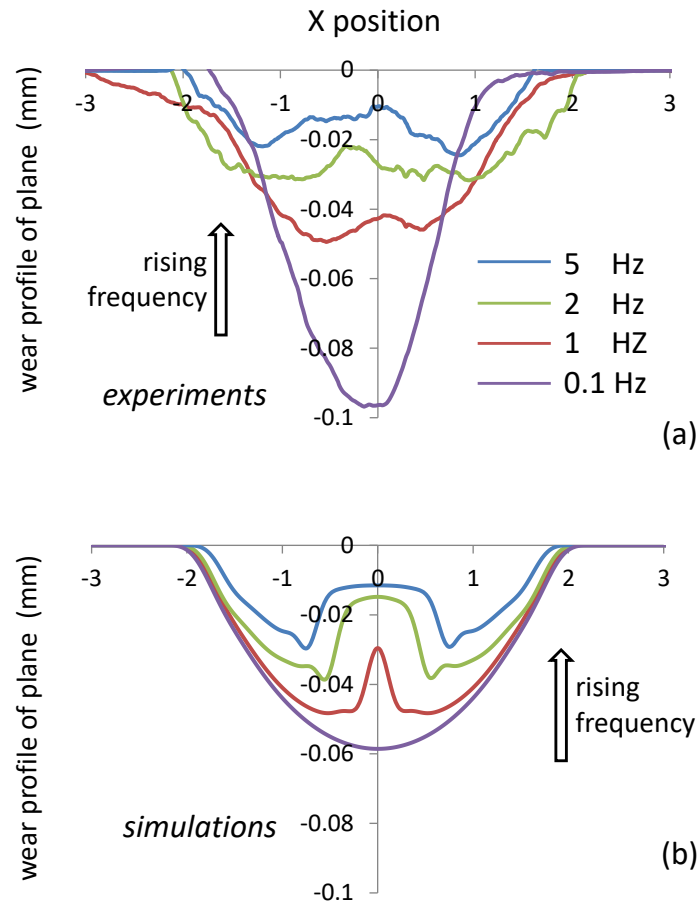 X position
0
-3 -2 -1 0 1 2 3
-0.02
-0.04
-0.06
-0.08
-0.1
wear profile of plane (mm)
rising
frequency
experiments
5 Hz
2 Hz
1 HZ
0.1 Hz
(a)
0
-3 -2 -1 0 1 2 3
-0.02
-0.04
-0.06
-0.08
-0.1
wear profile of plane (mm)
rising
frequency
simulations
(b)